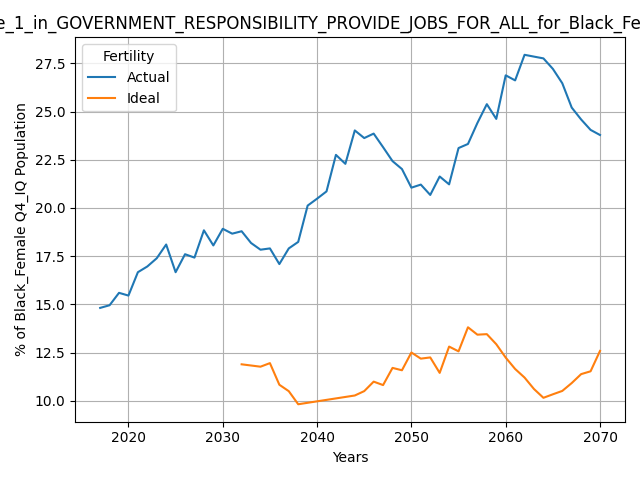 e_1_in_GOVERNMENT_RESPONSIBILITY_PROVIDE_JOBS_FOR_ALL_for_Black_Fe
Fertility
Actual
Ideal
27.5
25.0
22.5
20.0
17.5
15.0
12.5
10.0
% of Black_Female Q4_IQ Population
2020
2030
2040
2050
2060
2070
Years